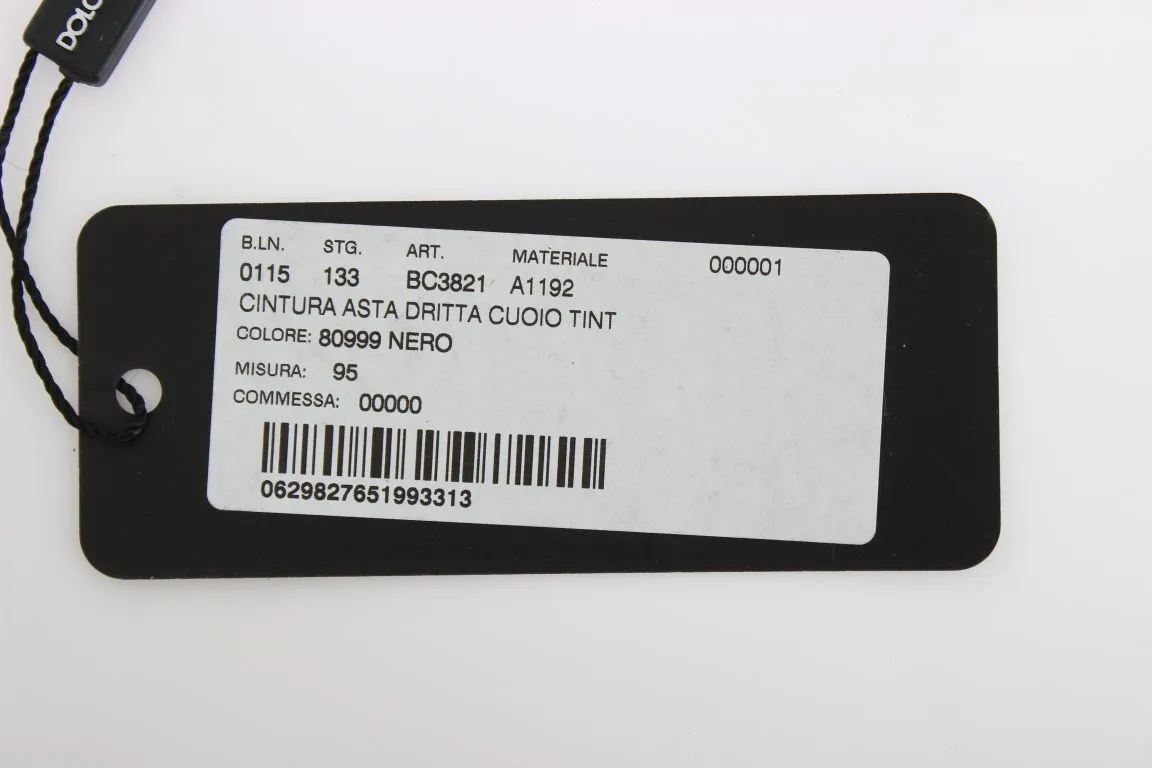 DOLC
B.LN. STG. ART. MATERIALE 000001
0115 133 BC3821 A1192
CINTURA ASTA DRITTA CUOIO TINT
COLORE: 80999 NERO
MISURA: 95
COMMESSA: 00000
0629827651993313